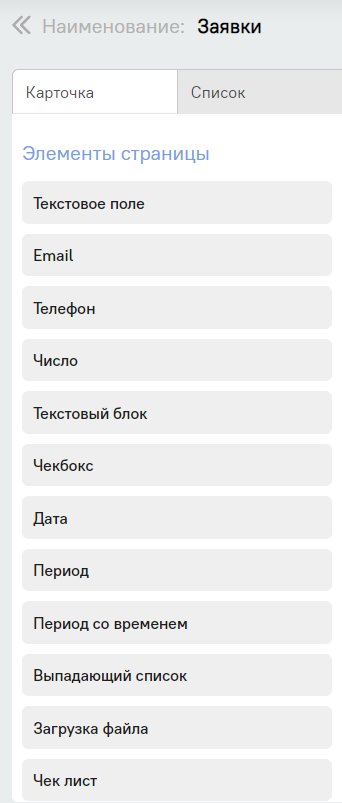 Наименование: Заявки
Карточка Список
Элементы страницы
Текстовое поле
Email
Телефон
Число
Текстовый блок
Чекбокс
Дата
Период
Период со временем
Выпадающий список
Загрузка файла
Чек лист